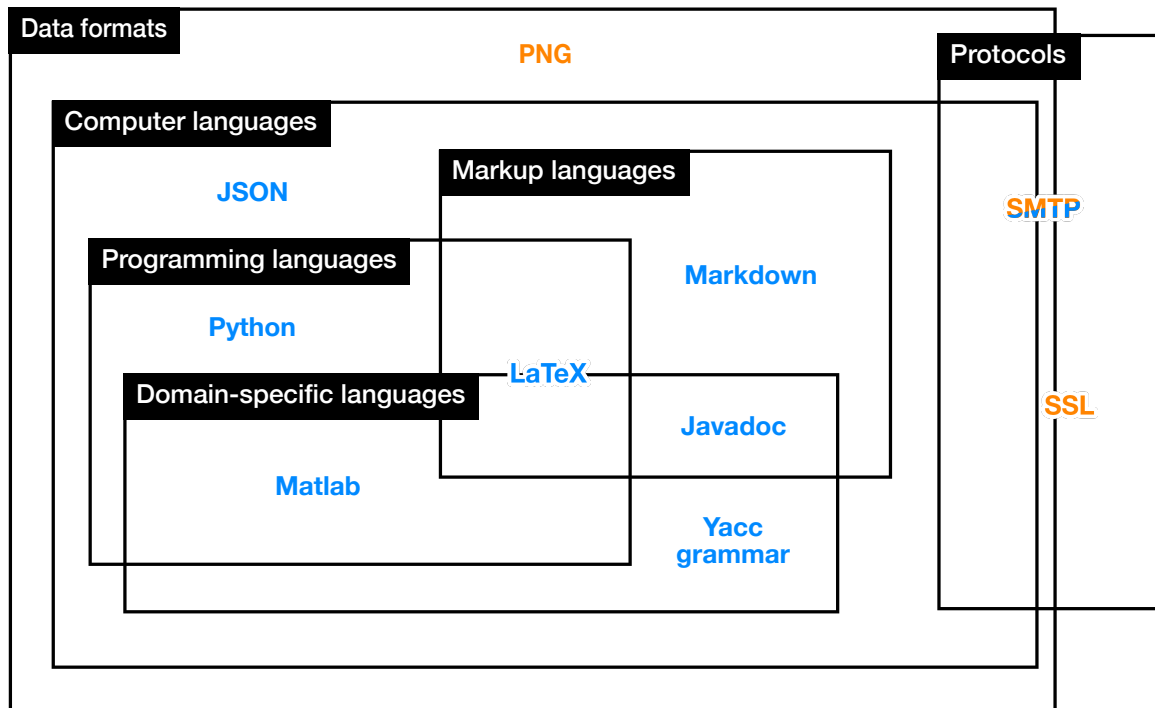 Data formats
PNG
Protocols
Computer languages
Markup languages
JSON
SMTP
Programming languages
Markdown
Python
LaTeX
Domain-specific languages
SSL
Javadoc
Matlab
Yacc
grammar